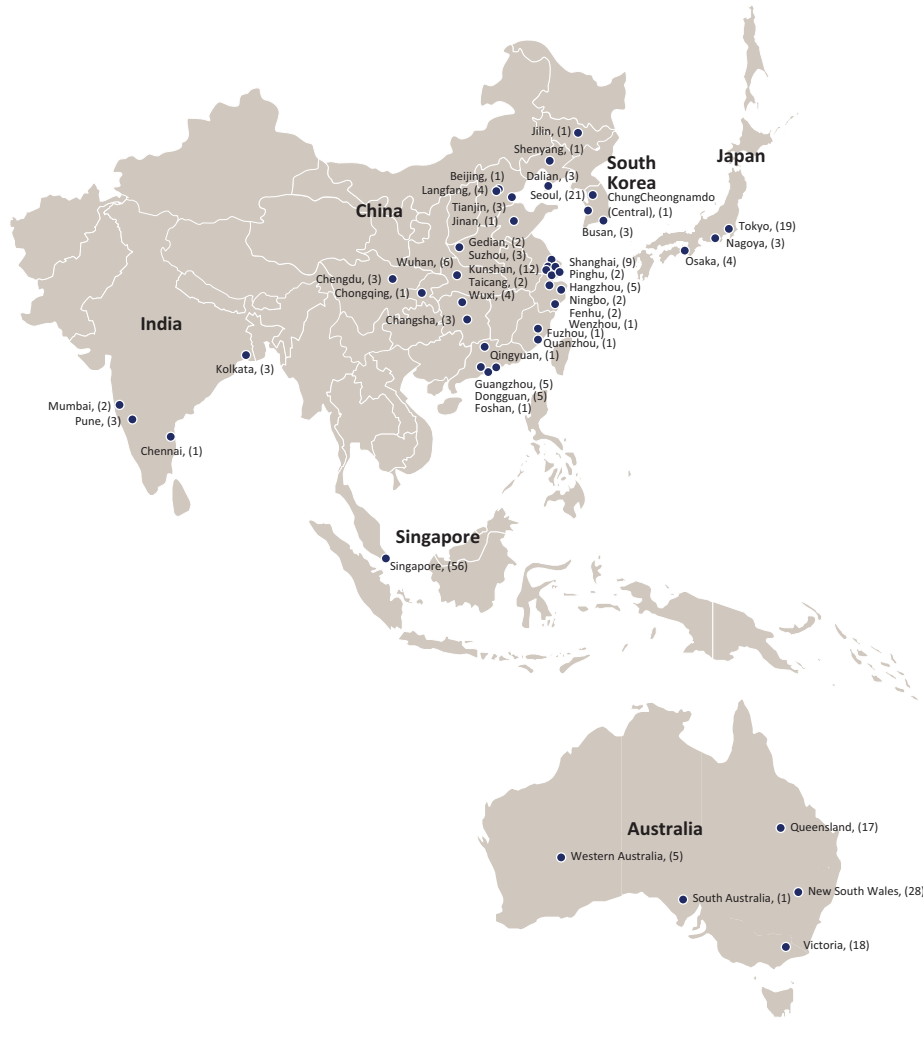 Jilin, (1)
Shenyang, (1)
South
Korea
Japan
Beijing, (1)
Dalian, (3)
Langfang, (4)
Seoul, (21)
ChungCheongnamdo
(Central), (1)
Tianjin, (3)
China
Jinan, (1)
Busan, (3)
Tokyo, (19)
Nagoya, (3)
Osaka, (4)
Gedian, (2)
Suzhou, (3)
Wuhan, (6)
Kunshan, (12)
Taicang, (2)
Wuxi, (4)
Shanghai, (9)
Pinghu, (2)
Hangzhou, (5)
Ningbo, (2)
Fenhu, (2)
Wenzhou, (1)
Chengdu, (3)
Chongqing, (1)
Changsha, (3)
Fuzhou, (1)
Quanzhou, (1)
Qingyuan, (1)
Guangzhou, (5)
Dongguan, (5)
Foshan, (1)
India
Kolkata, (3)
Mumbai, (2)
Pune, (3)
Chennai, (1)
Singapore
Singapore, (56)
Australia
Queensland, (17)
Western Australia, (5)
South Australia, (1)
New South Wales, (28)
Victoria, (18)